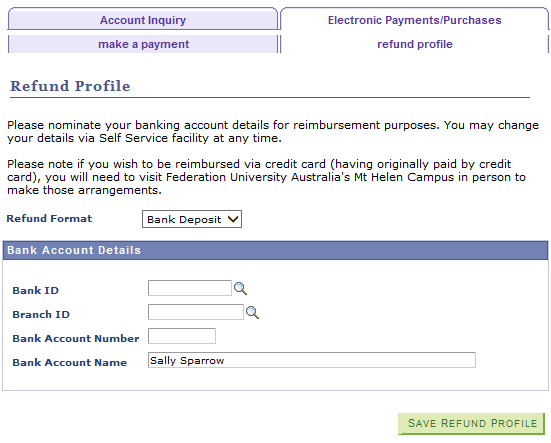 Account Inquiry
Electronic Payments/Purchases
make a payment
refund profile
Refund Profile
Please nominate your banking account details for reimbursement purposes. You may change
your details via Self Service facility at any time.
Please note if you wish to be reimbursed via credit card (having originally paid by credit
card), you will need to visit Federation University Australia's Mt Helen Campus in person to
make those arrangements.
Refund Format
Bank Deposit
Bank Account Details
Bank ID
Branch ID
Bank Account Number
Bank Account Name
Sally Sparrow
SAVE REFUND PROFILE